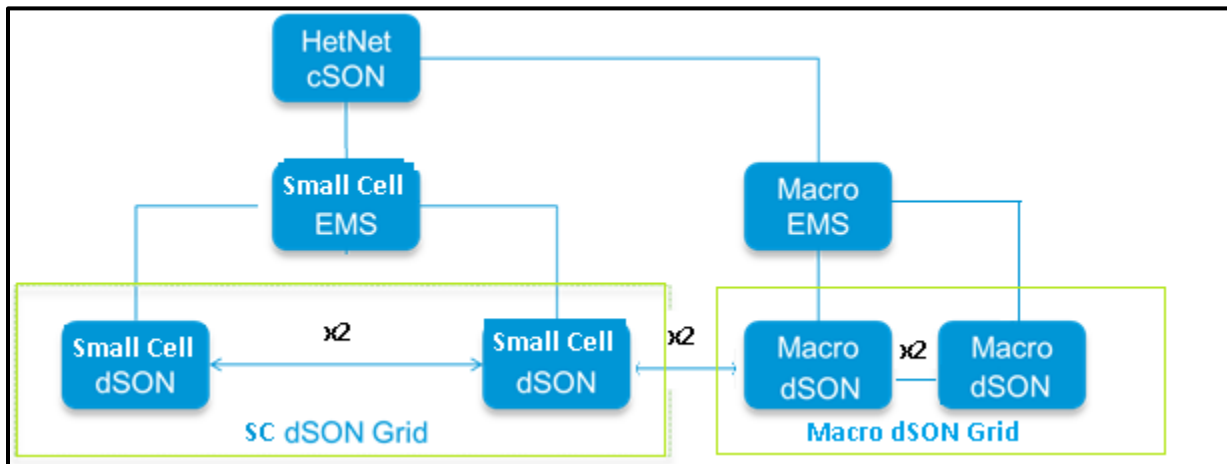 HetNet
cSON
Small Cell
EMS
Macro
EMS
Small Cell
dSON
x2
Small Cell
dSON
x2
Macro
dSON
x2
Macro
dSON
SC dSON Grid
Macro dSON Grid